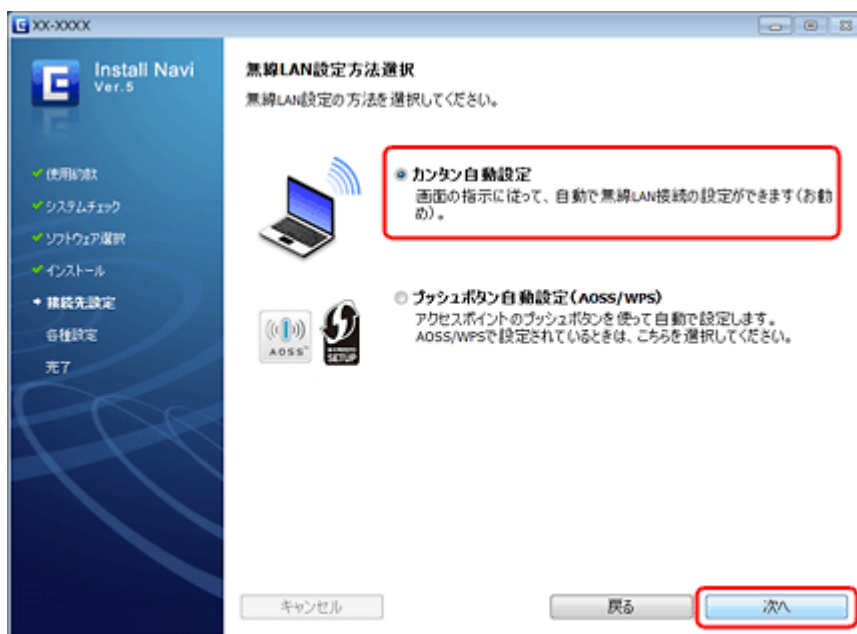 XX-XXXX
Install Navi
Ver.5
使用約款
システムチェック
ソフトウェア選択
インストール
接続先設定
各種設定
完了
無線LAN設定方法選択
無線LAN設定の方法を選択してください。
カンタン自動設定
画面の指示に従って、自動で無線LAN接続の設定ができます(お勧
め)。
プッシュボタン自動設定(AOSS/WPS)
アクセスポイントのプッシュボタンを使って自動で設定します。
AOSS/WPSで設定されているときは、こちらを選択してください。
AOSS
SETUP
キャンセル
戻る
次へ